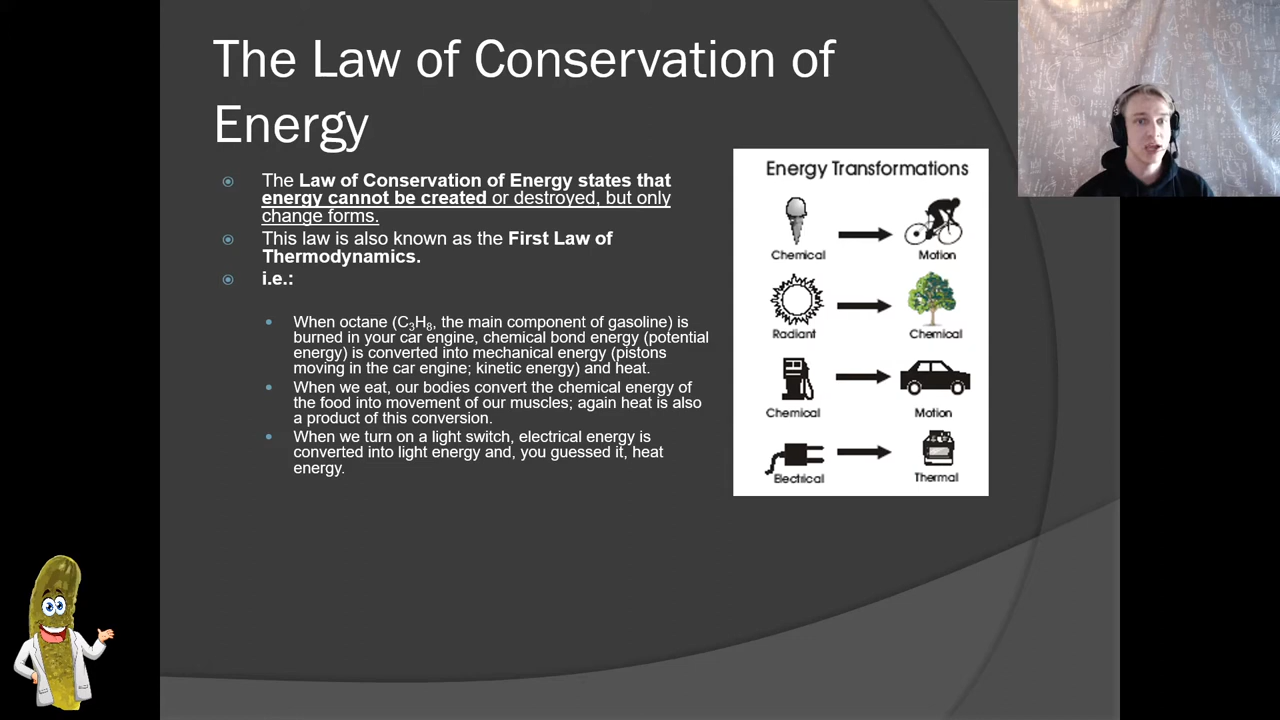 The Law of Conservation of
Energy
The Law of Conservation of Energy states that
energy cannot be created or destroyed, but only
change forms.
This law is also known as the First Law of
Thermodynamics.
i.e.:
When octane (C₃H₈, the main component of gasoline) is
burned in your car engine, chemical bond energy (potential
energy) is converted into mechanical energy (pistons
moving in the car engine; kinetic energy) and heat.
When we eat, our bodies convert the chemical energy of
the food into movement of our muscles; again heat is also
a product of this conversion.
When we turn on a light switch, electrical energy is
converted into light energy and, you guessed it, heat
energy.
Energy Transformations
Chemical
Motion
Radiant
Chemical
Chemical
Motion
Electrical
Thermal